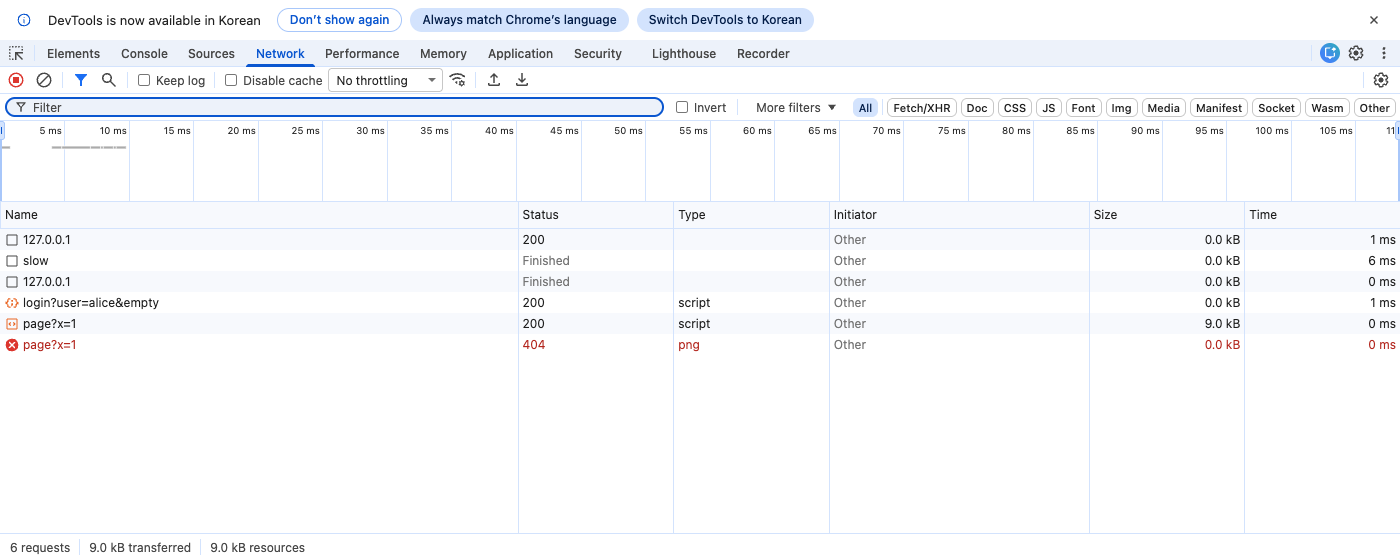 DevTools is now available in Korean Don't show again Always match Chrome's language Switch DevTools to Korean
Elements Console Sources Network Performance Memory Application Security Lighthouse Recorder
Keep log Disable cache No throttling
Filter Invert More filters All Fetch/XHR Doc CSS JS Font Img Media Manifest Socket Wasm Other
5 ms 10 ms 15 ms 20 ms 25 ms 30 ms 35 ms 40 ms 45 ms 50 ms 55 ms 60 ms 65 ms 70 ms 75 ms 80 ms 85 ms 90 ms 95 ms 100 ms 105 ms 11
Name Status Type Initiator Size Time
127.0.0.1 200 Other 0.0 kB 1 ms
slow Finished Other 0.0 kB 6 ms
127.0.0.1 Finished Other 0.0 kB 0 ms
login?user=alice&empty 200 script Other 0.0 kB 1 ms
page?x=1 200 script Other 9.0 kB 0 ms
page?x=1 404 png Other 0.0 kB 0 ms
6 requests 9.0 kB transferred 9.0 kB resources